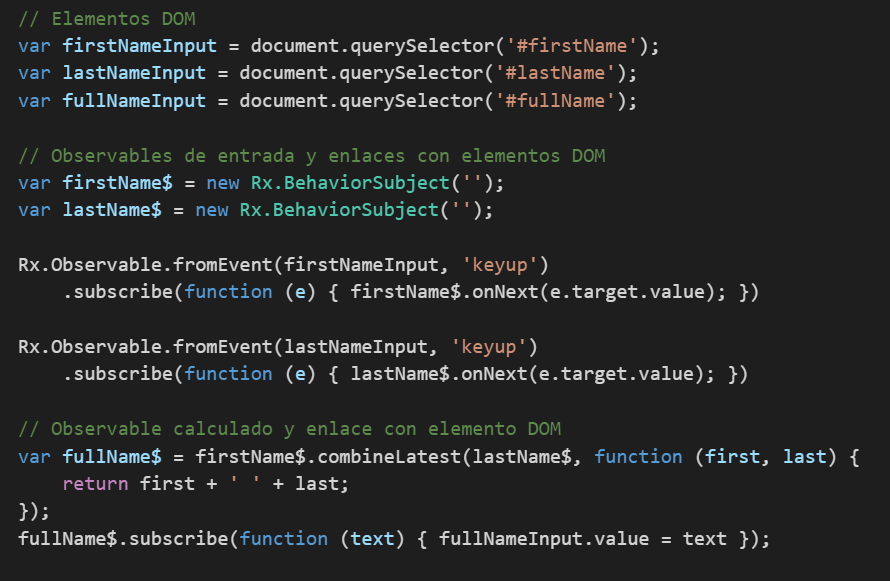 // Elementos DOM
var firstNameInput = document.querySelector('#firstName');
var lastNameInput = document.querySelector('#lastName');
var fullNameInput = document.querySelector('#fullName');
// Observables de entrada y enlaces con elementos DOM
var firstName$ = new Rx.BehaviorSubject('');
var lastName$ = new Rx.BehaviorSubject('');
Rx.Observable.fromEvent(firstNameInput, 'keyup')
    .subscribe(function (e) { firstName$.onNext(e.target.value); })
Rx.Observable.fromEvent(lastNameInput, 'keyup')
    .subscribe(function (e) { lastName$.onNext(e.target.value); })
// Observable calculado y enlace con elemento DOM
var fullName$ = firstName$.combineLatest(lastName$, function (first, last) {
    return first + ' ' + last;
});
fullName$.subscribe(function (text) { fullNameInput.value = text });